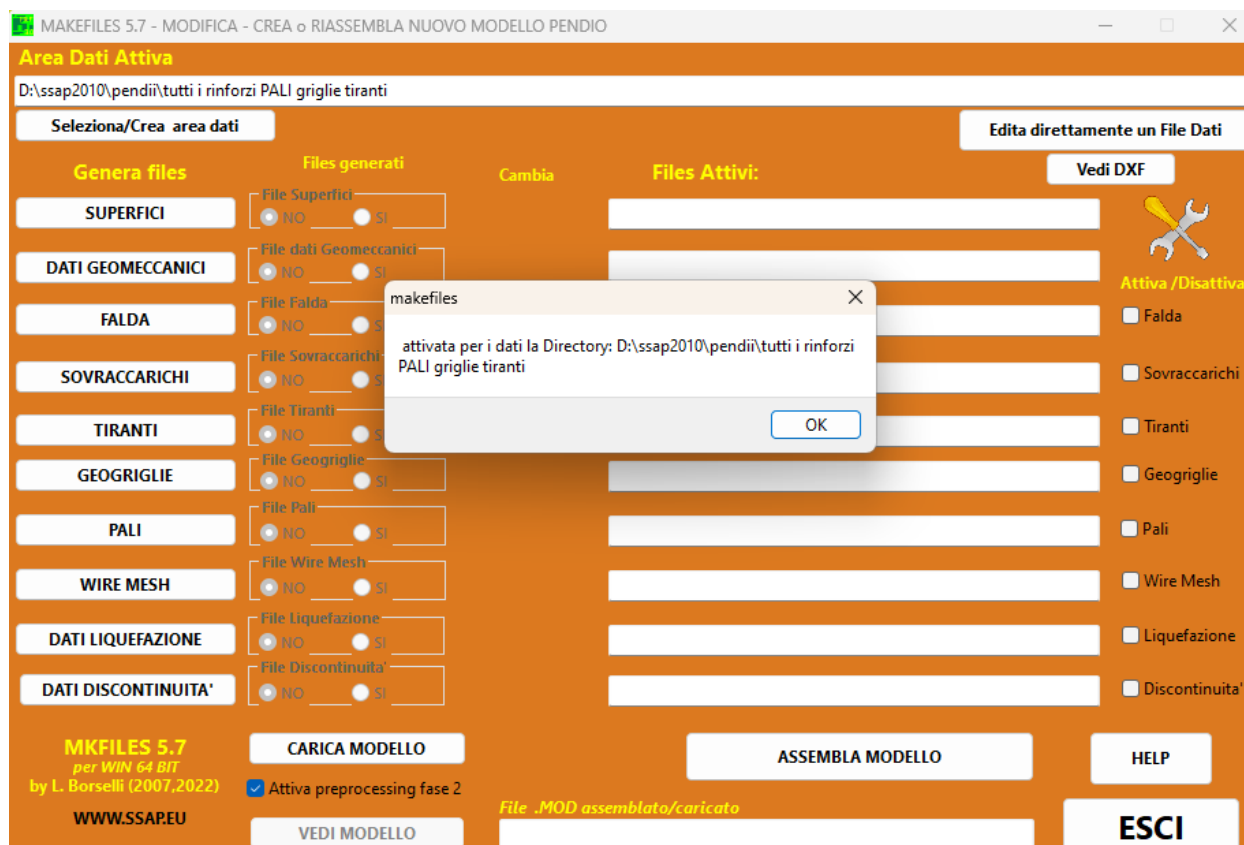 MAKEFILES 5.7 - MODIFICA - CREA o RIASSEMBLA NUOVO MODELLO PENDIO
Area Dati Attiva
D:\ssap2010\pendii\tutti i rinforzi PALI griglie tiranti
Seleziona/Crea area dati
Edita direttamente un File Dati
Genera files
Files generati
Cambia
Files Attivi:
Vedi DXF
SUPERFICI
File Superfici
NO SI
DATI GEOMECCANICI
File dati Geomeccanici
NO SI
Attiva /Disattiva
FALDA
File Falda
NO S
Falda
SOVRACCARICHI
File Sovraccarichi
NO S
Sovraccarichi
TIRANTI
File Tiranti
NO S
Tiranti
makefiles
attivata per i dati la Directory: D:\ssap2010\pendii\tutti i rinforzi
PALI griglie tiranti
OK
GEOGRIGLIE
File Geogriglie
NO SI
Geogriglie
PALI
File Pali
NO SI
Pali
WIRE MESH
File Wire Mesh
NO SI
Wire Mesh
DATI LIQUEFAZIONE
File Liquefazione
NO SI
Liquefazione
DATI DISCONTINUITA'
File Discontinuita'
NO SI
Discontinuita'
MKFILES 5.7
per WIN 64 BIT
by L. Borselli (2007,2022)
WWW.SSAP.EU
CARICA MODELLO
Attiva preprocessing fase 2
VEDI MODELLO
ASSEMBLA MODELLO
HELP
File .MOD assemblato/caricato
ESCI